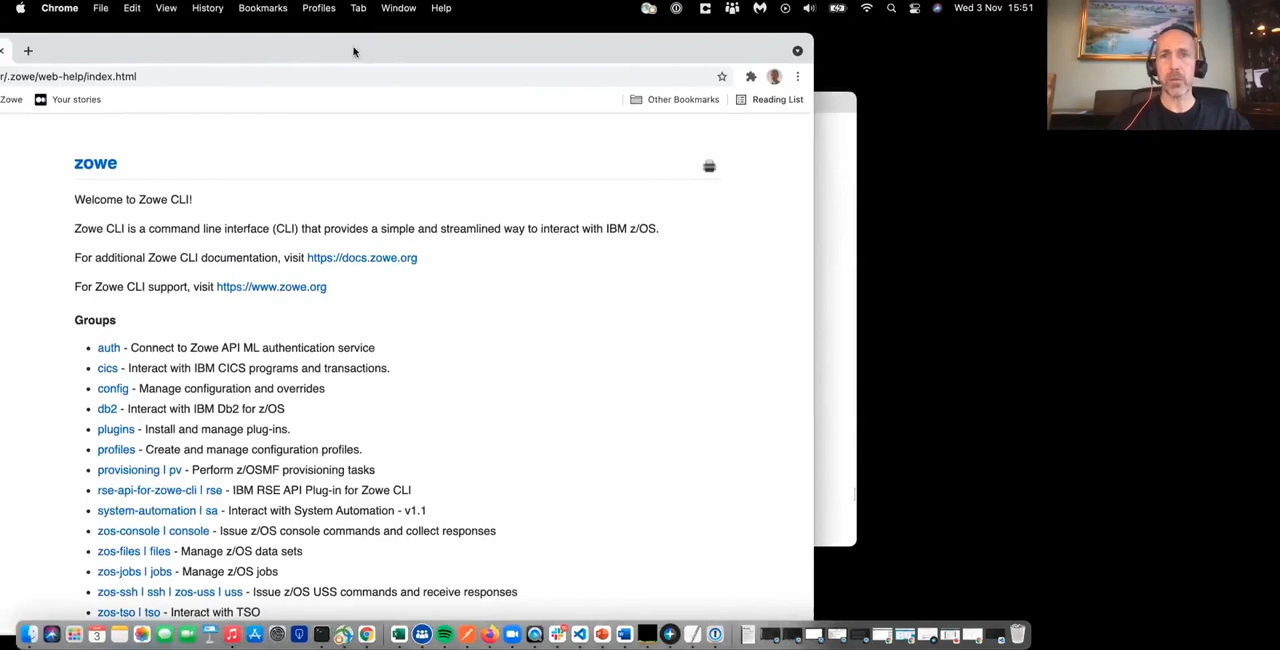 Chrome File Edit View History Bookmarks Profiles Tab Window Help Wed 3 Nov 15:51
r/.zowe/web-help/index.html
Zowe Your stories Other Bookmarks Reading List
zowe
Welcome to Zowe CLI!
Zowe CLI is a command line interface (CLI) that provides a simple and streamlined way to interact with IBM z/OS.
For additional Zowe CLI documentation, visit https://docs.zowe.org
For Zowe CLI support, visit https://www.zowe.org
Groups
• auth - Connect to Zowe API ML authentication service
• cics - Interact with IBM CICS programs and transactions.
• config - Manage configuration and overrides
• db2 - Interact with IBM Db2 for z/OS
• plugins - Install and manage plug-ins.
• profiles - Create and manage configuration profiles.
• provisioning | pv - Perform z/OSMF provisioning tasks
• rse-api-for-zowe-cli | rse - IBM RSE API Plug-in for Zowe CLI
• system-automation | sa - Interact with System Automation - v1.1
• zos-console | console - Issue z/OS console commands and collect responses
• zos-files | files - Manage z/OS data sets
• zos-jobs | jobs - Manage z/OS jobs
• zos-ssh | ssh | zos-uss | uss - Issue z/OS USS commands and receive responses
• zos-tso | tso - Interact with TSO
3